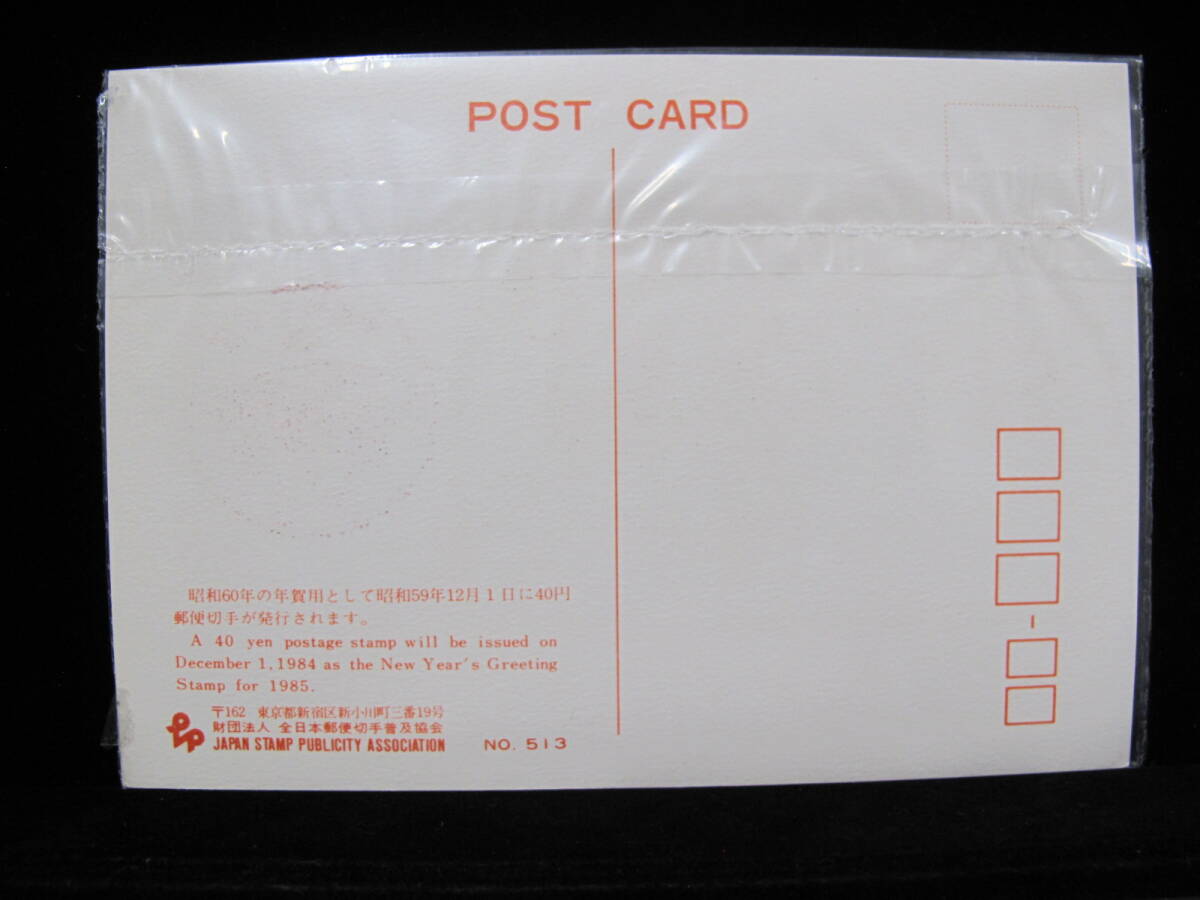 POST CARD
昭和60年の年賀用として昭和59年12月1日に40円
郵便切手が発行されます。
A 40 yen postage stamp will be issued on
December 1, 1984 as the New Year's Greeting
Stamp for 1985.
〒162 東京都新宿区新小川町三番19号
財団法人 全日本郵便切手普及協会
JAPAN STAMP PUBLICITY ASSOCIATION NO. 513